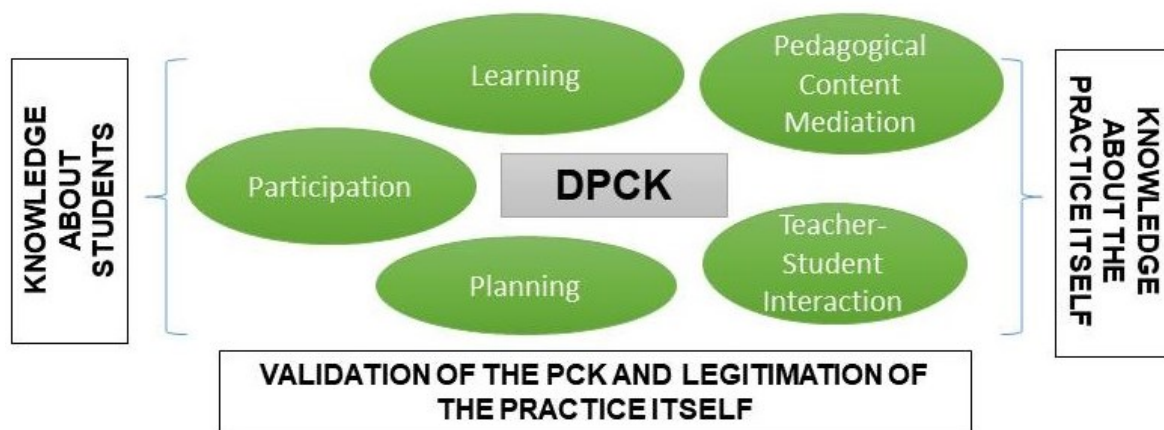 KNOWLEDGE
ABOUT
STUDENTS
Learning
Pedagogical
Content
Mediation
Participation
DPCK
Planning
Teacher-
Student
Interaction
KNOWLEDGE
ABOUT THE
PRACTICE ITSELF
VALIDATION OF THE PCK AND LEGITIMATION OF
THE PRACTICE ITSELF